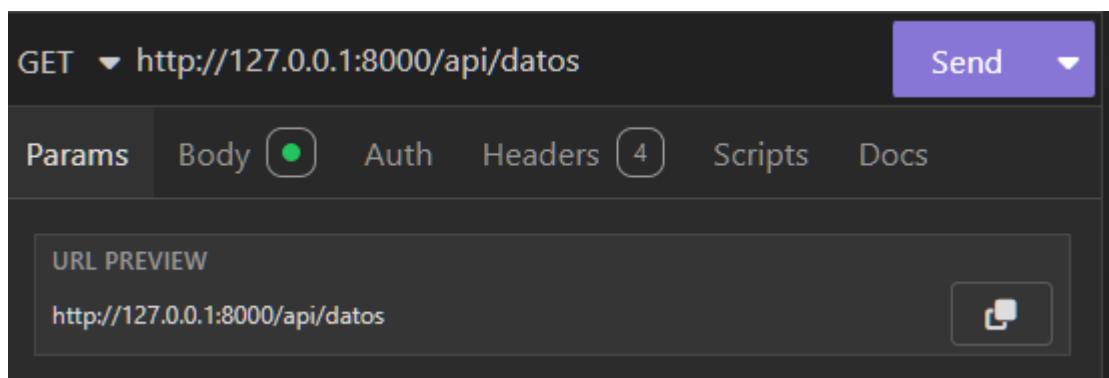 GET http://127.0.0.1:8000/api/datos Send
Params Body Auth Headers 4 Scripts Docs
URL PREVIEW
http://127.0.0.1:8000/api/datos